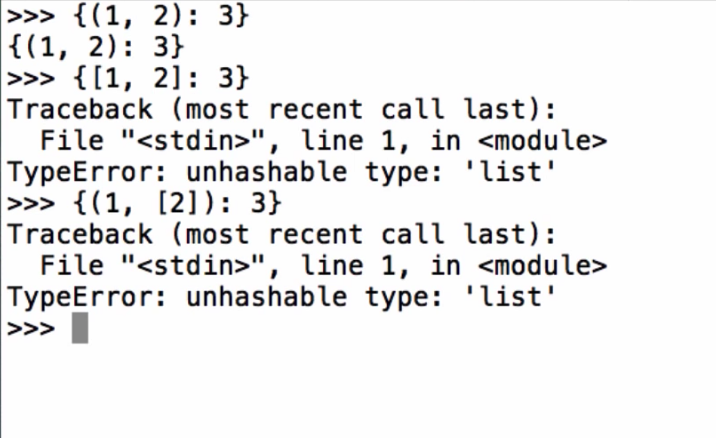 >>> {(1, 2): 3}
{(1, 2): 3}
>>> {[1, 2]: 3}
Traceback (most recent call last):
  File "<stdin>", line 1, in <module>
TypeError: unhashable type: 'list'
>>> {(1, [2]): 3}
Traceback (most recent call last):
  File "<stdin>", line 1, in <module>
TypeError: unhashable type: 'list'
>>>